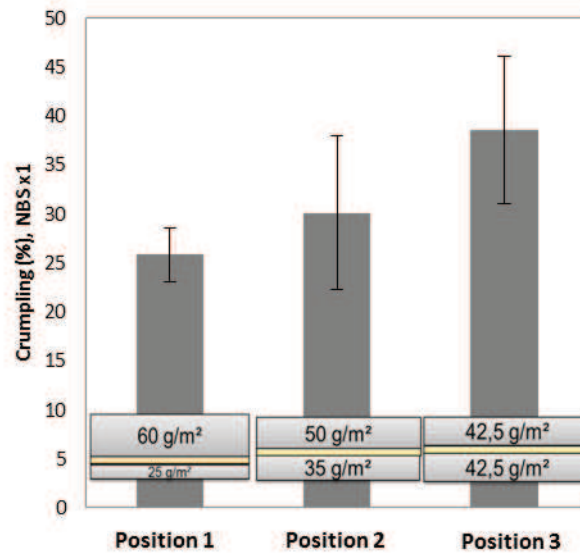 50
45
40
35
30
25
20
15
10
5
0
Crumpling (%), NBS x1
60 g/m²
25 g/m²
50 g/m²
35 g/m²
42,5 g/m²
42,5 g/m²
Position 1
Position 2
Position 3